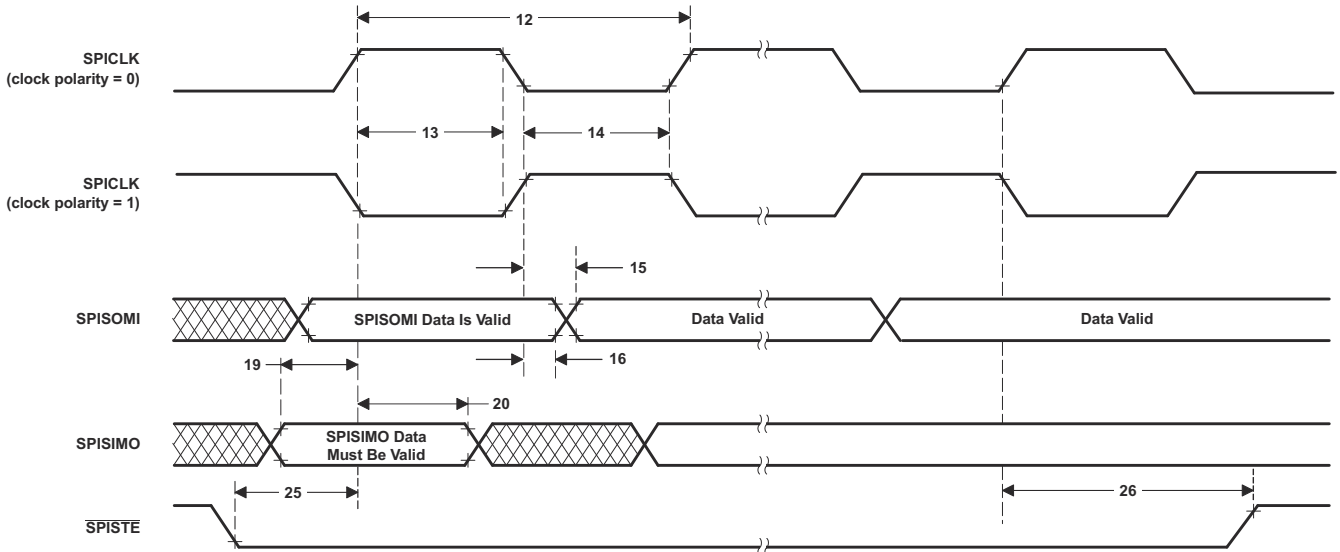 12
SPICLK
(clock polarity = 0)
13
14
SPICLK
(clock polarity = 1)
15
SPISOMI
SPISOMI Data Is Valid
Data Valid
Data Valid
16
19
20
SPISIMO
SPISIMO Data
Must Be Valid
25
26
SPISTE